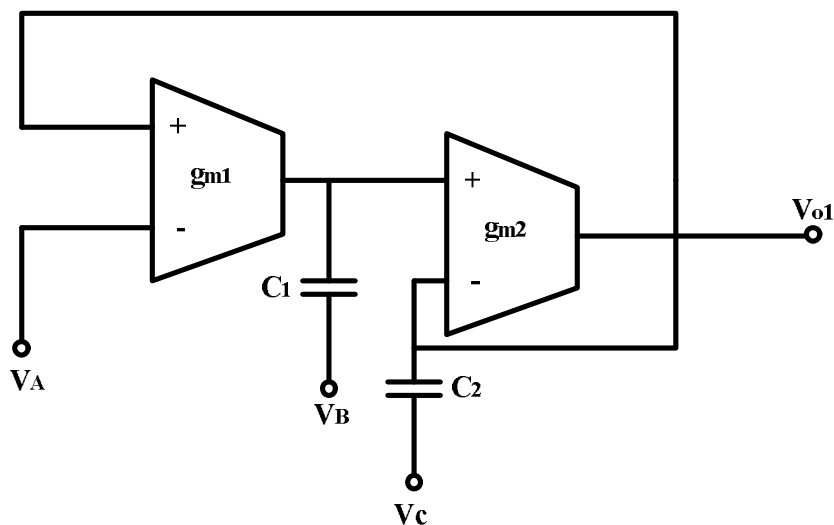 +
gm1
-
+
gm2
-
Vo1
C1
C2
VA
VB
Vc